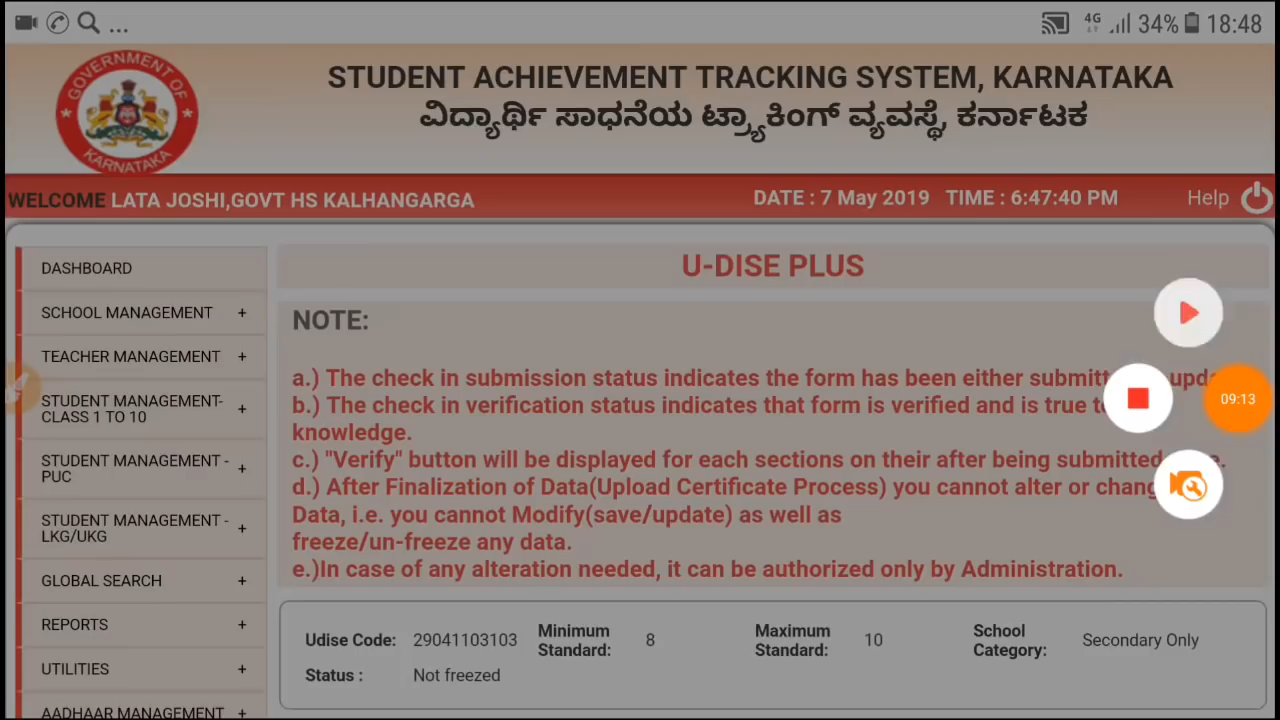 ... 4G 34% 18:48
GOVERNMENT OF KARNATAKA
STUDENT ACHIEVEMENT TRACKING SYSTEM, KARNATAKA
ವಿದ್ಯಾರ್ಥಿ ಸಾಧನೆಯ ಟ್ರ್ಯಾಕಿಂಗ್ ವ್ಯವಸ್ಥೆ, ಕರ್ನಾಟಕ
WELCOME LATA JOSHI,GOVT HS KALHANGARGA DATE : 7 May 2019 TIME : 6:47:40 PM Help
DASHBOARD
SCHOOL MANAGEMENT +
TEACHER MANAGEMENT +
STUDENT MANAGEMENT-
CLASS 1 TO 10 +
STUDENT MANAGEMENT -
PUC +
STUDENT MANAGEMENT -
LKG/UKG +
GLOBAL SEARCH +
REPORTS +
UTILITIES +
AADHAAR MANAGEMENT +
U-DISE PLUS
NOTE:
a.) The check in submission status indicates the form has been either
b.) The check in verification status indicates that form is verified and is true
knowledge.
c.) "Verify" button will be displayed for each sections on their after being submitted
d.) After Finalization of Data(Upload Certificate Process) you cannot alter or
Data, i.e. you cannot Modify(save/update) as well as
freeze/un-freeze any data.
e.)In case of any alteration needed, it can be authorized only by Administration.
09:13
Udise Code: 29041103103 Minimum Standard: 8 Maximum Standard: 10 School Category: Secondary Only
Status : Not freezed